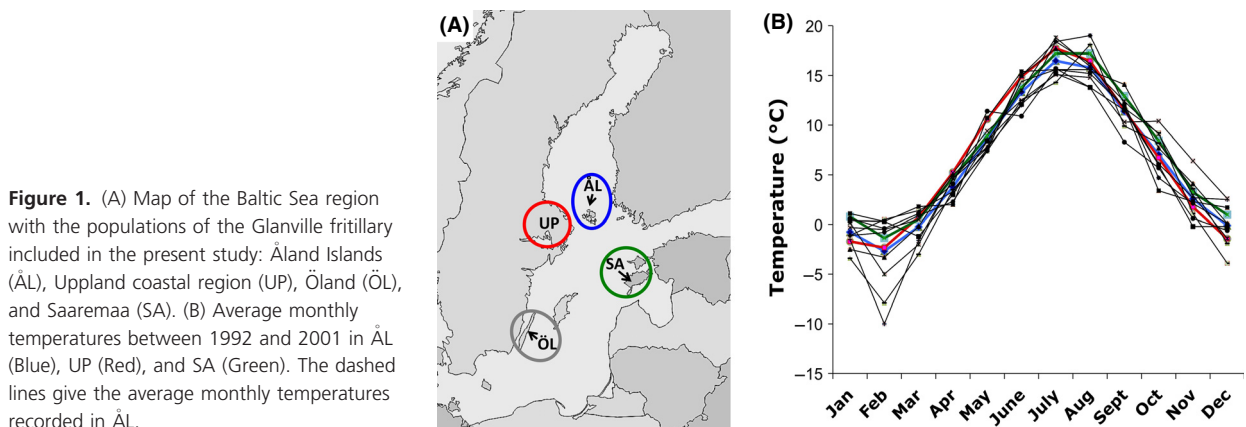 Figure 1. (A) Map of the Baltic Sea region
with the populations of the Glanville fritillary
included in the present study: Åland Islands
(ÅL), Uppland coastal region (UP), Öland (ÖL),
and Saaremaa (SA). (B) Average monthly
temperatures between 1992 and 2001 in ÅL
(Blue), UP (Red), and SA (Green). The dashed
lines give the average monthly temperatures
recorded in ÅL.
(A)
ÅL
UP
SA
ÖL
(B)
Temperature (°C)
20
15
10
5
0
−5
−10
−15
Jan
Feb
Mar
Apr
May
June
July
Aug
Sept
Oct
Nov
Dec